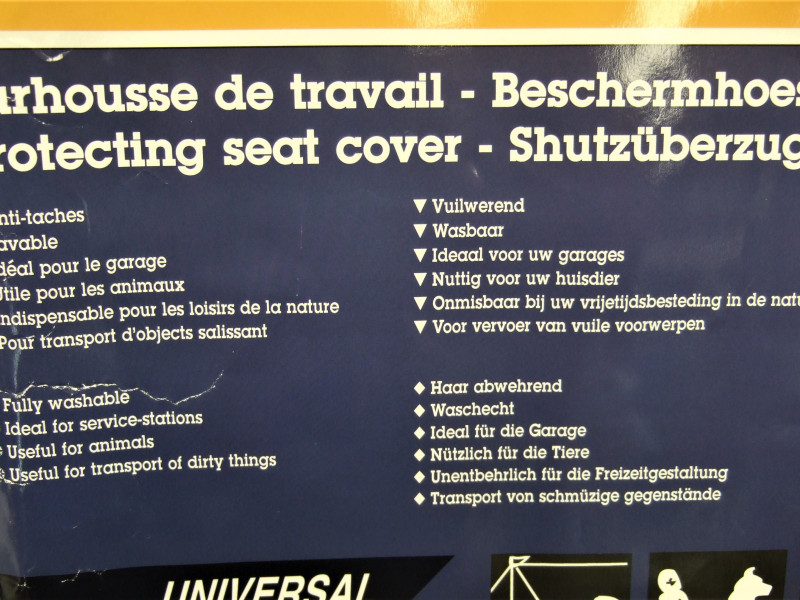 urhousse de travail - Beschermhoes
rotecting seat cover - Shutzüberzug
nti-taches
avable
déal pour le garage
Utile pour les animaux
ndispensable pour les loisirs de la nature
Pour transport d'objects salissant
▼ Vuilwerend
▼ Wasbaar
▼ Ideaal voor uw garages
▼ Nuttig voor uw huisdier
▼ Onmisbaar bij uw vrijetijdsbesteding in de natu
▼ Voor vervoer van vuile voorwerpen
Fully washable
Ideal for service-stations
Useful for animals
Useful for transport of dirty things
◆ Haar abwehrend
◆ Waschecht
◆ Ideal für die Garage
◆ Nützlich für die Tiere
◆ Unentbehrlich für die Freizeitgestaltung
◆ Transport von schmüzige gegenstände
UNIVERSAL